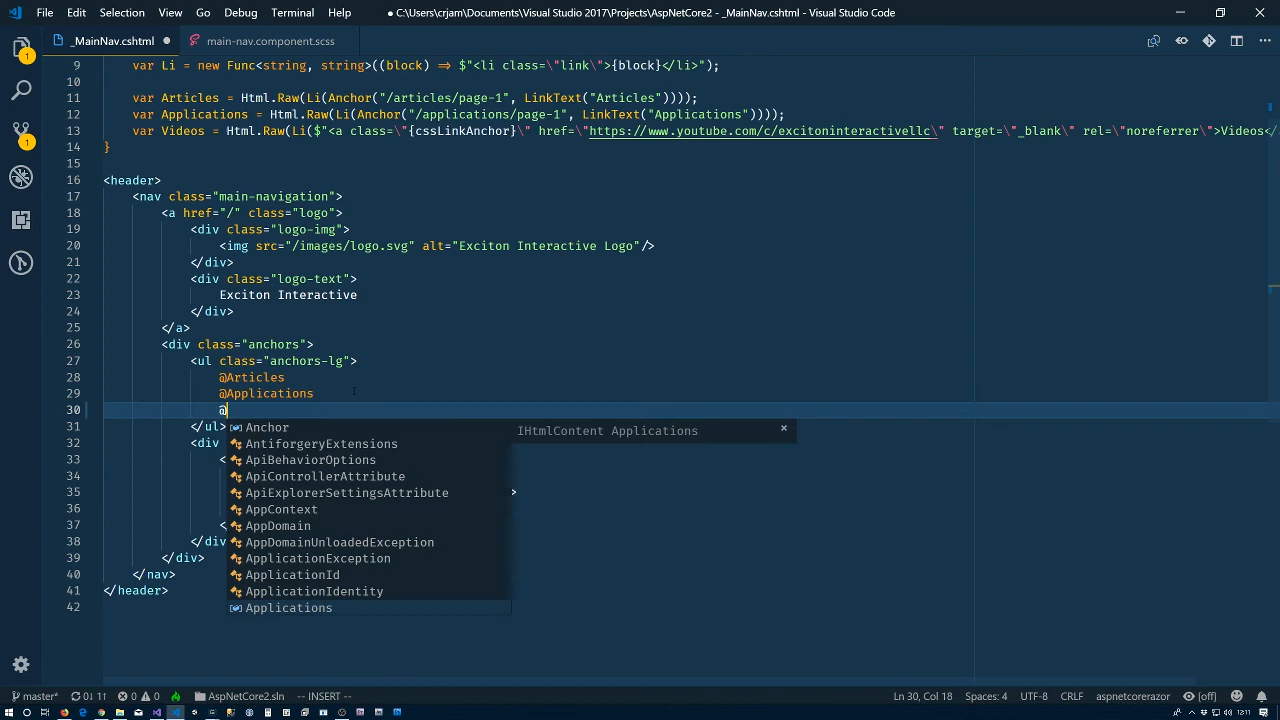 File Edit Selection View Go Debug Terminal Help
● C:\Users\crjam\Documents\Visual Studio 2017\Projects\AspNetCore2 - _MainNav.cshtml - Visual Studio Code
_MainNav.cshtml ● main-nav.component.scss
9 var Li = new Func<string, string>((block) => $"<li class=\"link\">{block}</li>");
10
11 var Articles = Html.Raw(Li(Anchor("/articles/page-1", LinkText("Articles"))));
12 var Applications = Html.Raw(Li(Anchor("/applications/page-1", LinkText("Applications"))));
13 var Videos = Html.Raw(Li($"<a class=\"{cssLinkAnchor}\" href=\"https://www.youtube.com/c/excitoninteractivellc\" target=\"_blank\" rel=\"noreferrer\">Videos</
14 }
15
16 <header>
17 <nav class="main-navigation">
18 <a href="/" class="logo">
19 <div class="logo-img">
20 <img src="/images/logo.svg" alt="Exciton Interactive Logo"/>
21 </div>
22 <div class="logo-text">
23 Exciton Interactive
24 </div>
25 </a>
26 <div class="anchors">
27 <ul class="anchors-lg">
28 @Articles
29 @Applications
30 @
31 </ul>
Anchor
IHtmlContent Applications ×
32 <div
AntiforgeryExtensions
33 <
ApiBehaviorOptions
34
ApiControllerAttribute
35
ApiExplorerSettingsAttribute
>
36
AppContext
37 <
AppDomain
38 </div
AppDomainUnloadedException
39 </div>
ApplicationException
40 </nav>
ApplicationId
41 </header>
ApplicationIdentity
42
Applications
1
1
master* 0↓ 1↑ 0 0 AspNetCore2.sln -- INSERT --
Ln 30, Col 18 Spaces: 4 UTF-8 CRLF aspnetcorerazor [off]
12:11